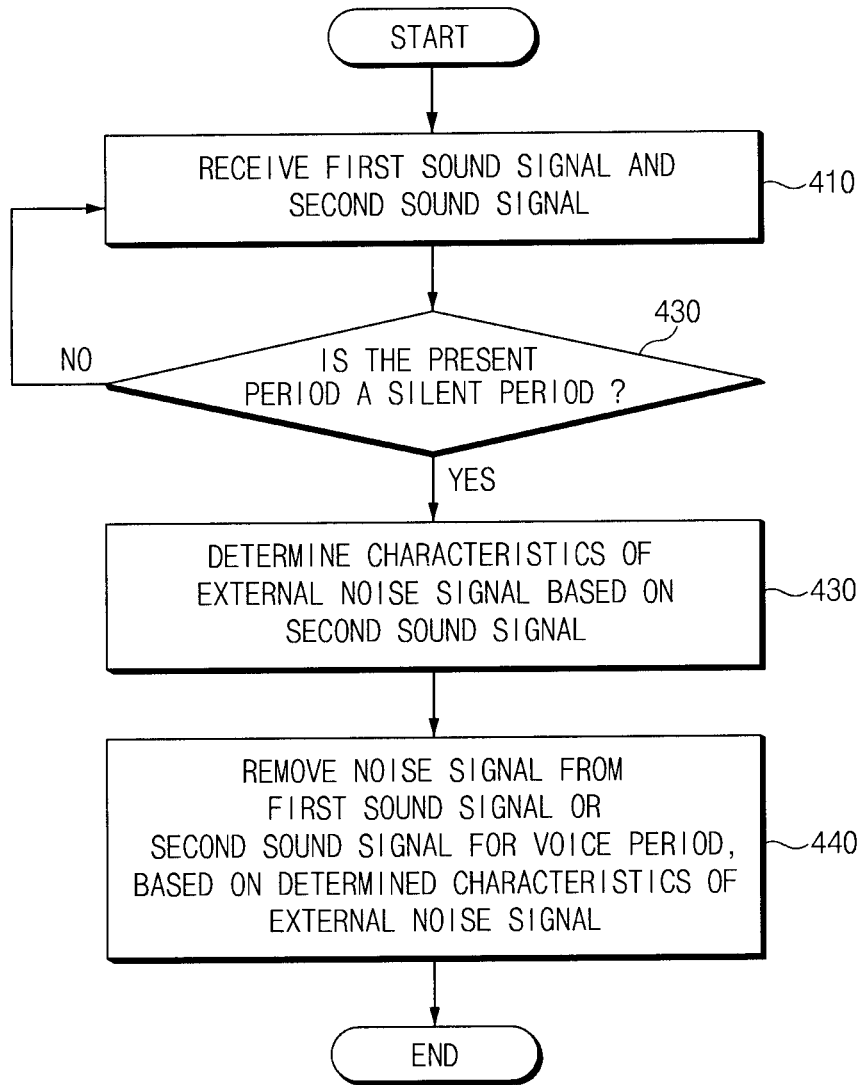 START
RECEIVE FIRST SOUND SIGNAL AND
SECOND SOUND SIGNAL
410
430
IS THE PRESENT
PERIOD A SILENT PERIOD ?
NO
YES
DETERMINE CHARACTERISTICS OF
EXTERNAL NOISE SIGNAL BASED ON
SECOND SOUND SIGNAL
430
REMOVE NOISE SIGNAL FROM
FIRST SOUND SIGNAL OR
SECOND SOUND SIGNAL FOR VOICE PERIOD,
BASED ON DETERMINED CHARACTERISTICS OF
EXTERNAL NOISE SIGNAL
440
END